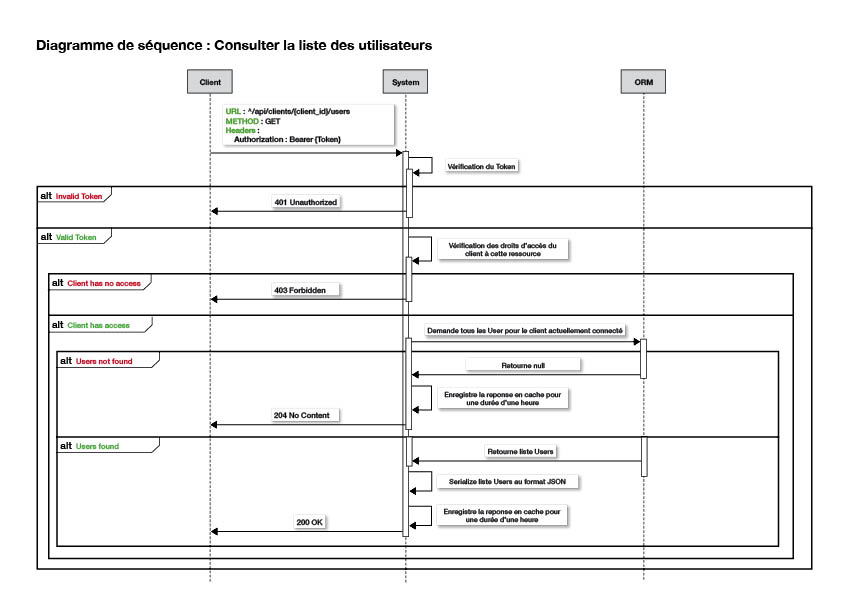 Diagramme de séquence : Consulter la liste des utilisateurs
Client
System
ORM
URL : ^/api/clients/{client_id}/users
METHOD : GET
Headers :
Authorization : Bearer {Token}
Vérification du Token
alt Invalid Token
401 Unauthorized
alt Valid Token
Vérification des droits d'accès du
client à cette ressource
alt Client has no access
403 Forbidden
alt Client has access
Demande tous les User pour le client actuellement connecté
alt Users not found
Retourne null
Enregistre la reponse en cache pour
une durée d'une heure
204 No Content
alt Users found
Retourne liste Users
Serialize liste Users au format JSON
Enregistre la reponse en cache pour
une durée d'une heure
200 OK